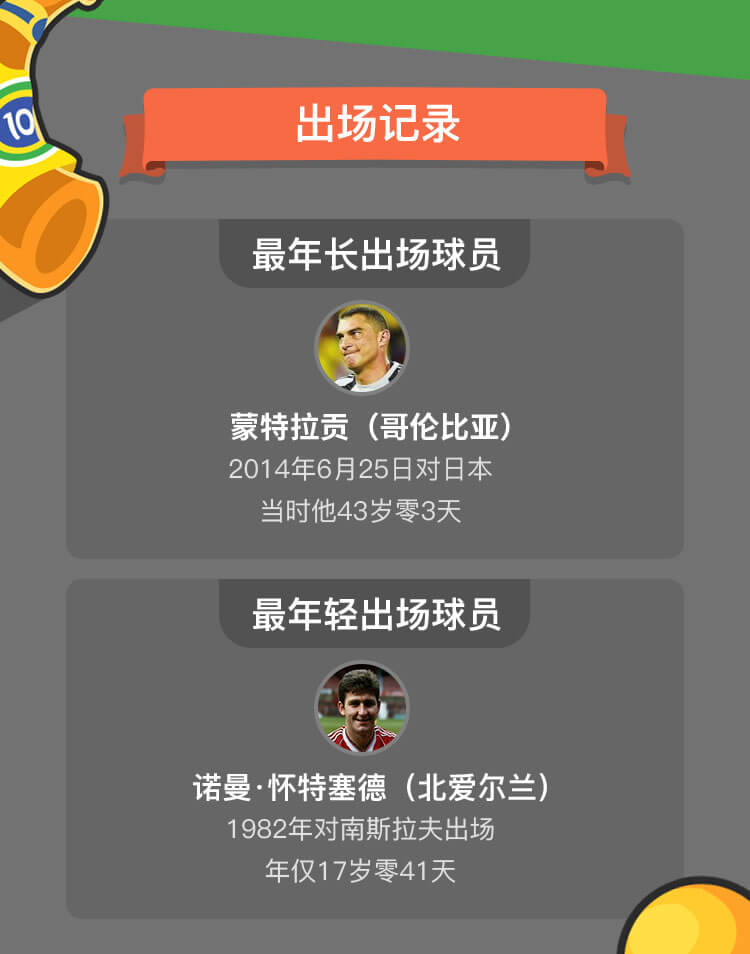 10
出场记录
最年长出场球员
蒙特拉贡（哥伦比亚）
2014年6月25日对日本
当时他43岁零3天
最年轻出场球员
诺曼·怀特塞德（北爱尔兰）
1982年对南斯拉夫出场
年仅17岁零41天